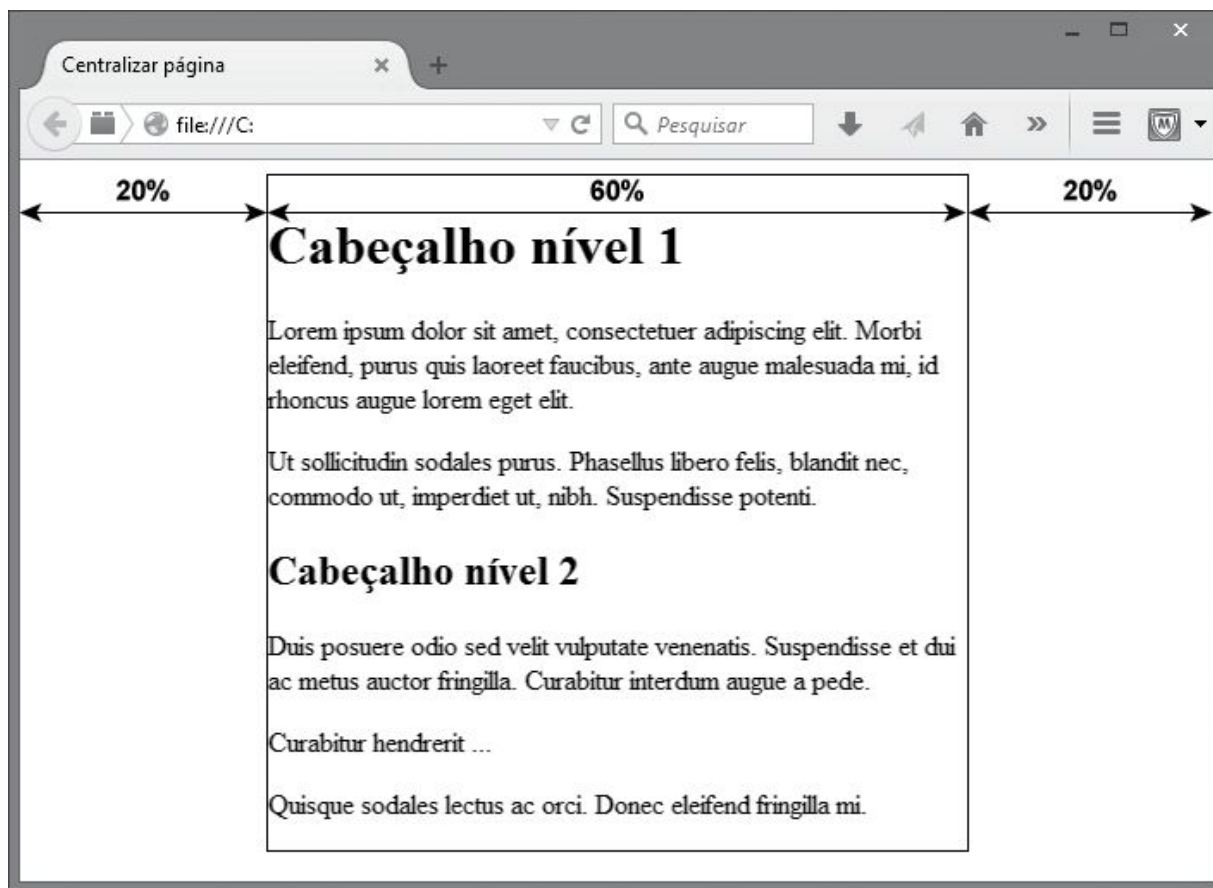 Centralizar página
file:///C:
Pesquisar
20%
60%
20%
Cabeçalho nível 1
Lorem ipsum dolor sit amet, consectetuer adipiscing elit. Morbi
eleifend, purus quis laoreet faucibus, ante augue malesuada mi, id
rhoncus augue lorem eget elit.
Ut sollicitudin sodales purus. Phasellus libero felis, blandit nec,
commodo ut, imperdiet ut, nibh. Suspendisse potenti.
Cabeçalho nível 2
Duis posuere odio sed velit vulputate venenatis. Suspendisse et dui
ac metus auctor fringilla. Curabitur interdum augue a pede.
Curabitur hendrerit ...
Quisque sodales lectus ac orci. Donec eleifend fringilla mi.